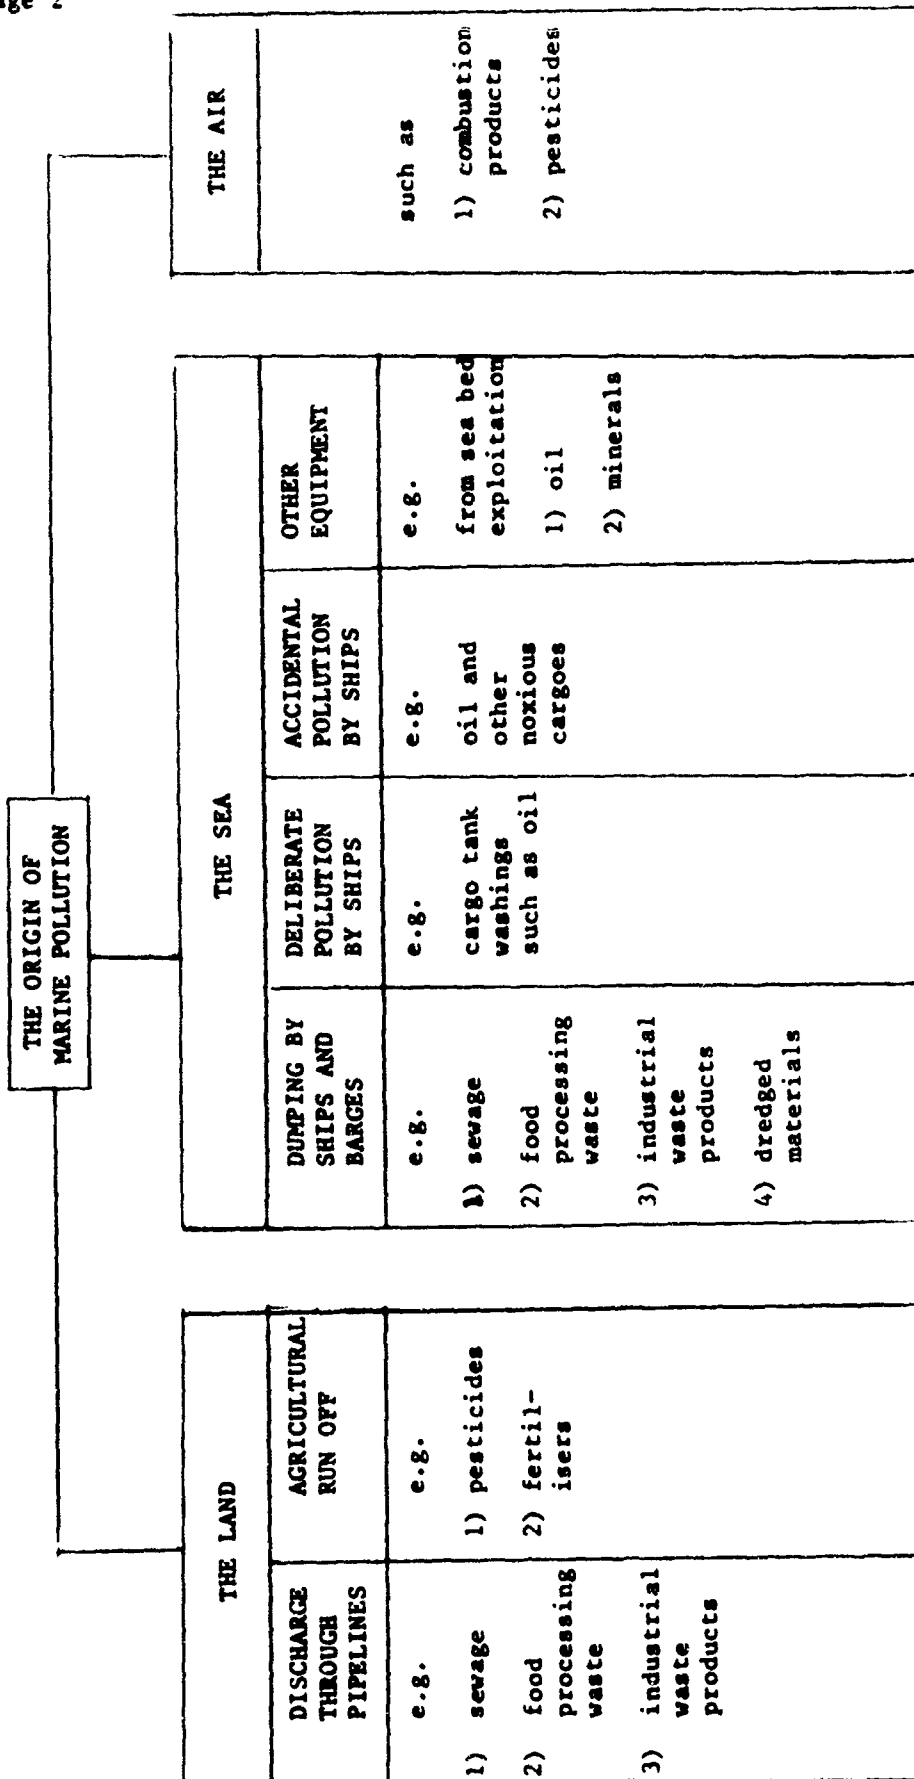 THE ORIGIN OF
MARINE POLLUTION
THE LAND
DISCHARGE
THROUGH
PIPELINES
e.g.
1) sewage
2) food
processing
waste
3) industrial
waste
products
AGRICULTURAL
RUN OFF
e.g.
1) pesticides
2) fertil-
isers
THE SEA
DUMPING BY
SHIPS AND
BARGES
e.g.
1) sewage
2) food
processing
waste
3) industrial
waste
products
4) dredged
materials
DELIBERATE
POLLUTION
BY SHIPS
e.g.
cargo tank
washings
such as oil
ACCIDENTAL
POLLUTION
BY SHIPS
e.g.
oil and
other
noxious
cargoes
OTHER
EQUIPMENT
e.g.
from sea bed
exploitation
1) oil
2) minerals
THE AIR
such as
1) combustion
products
2) pesticides